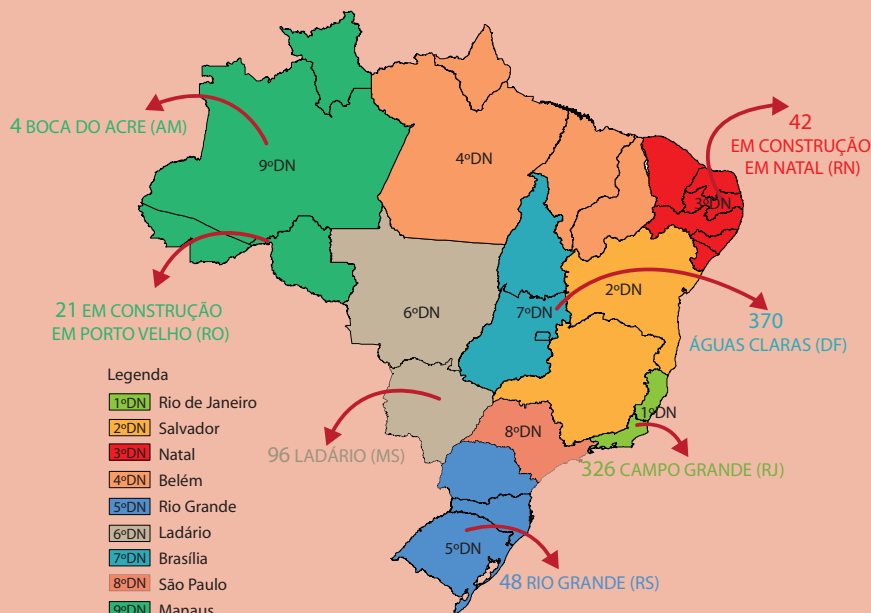 4 BOCA DO ACRE (AM)
9ºDN
4ºDN
42
EM CONSTRUÇÃO
EM NATAL (RN)
3ºDN
21 EM CONSTRUÇÃO
EM PORTO VELHO (RO)
6ºDN
7ºDN
2ºDN
370
ÁGUAS CLARAS (DF)
Legenda
1ºDN Rio de Janeiro
2ºDN Salvador
3ºDN Natal
4ºDN Belém
5ºDN Rio Grande
6ºDN Ladário
7ºDN Brasília
8ºDN São Paulo
9ºDN Manaus
96 LADÁRIO (MS)
8ºDN
1ºDN
326 CAMPO GRANDE (RJ)
5ºDN
48 RIO GRANDE (RS)